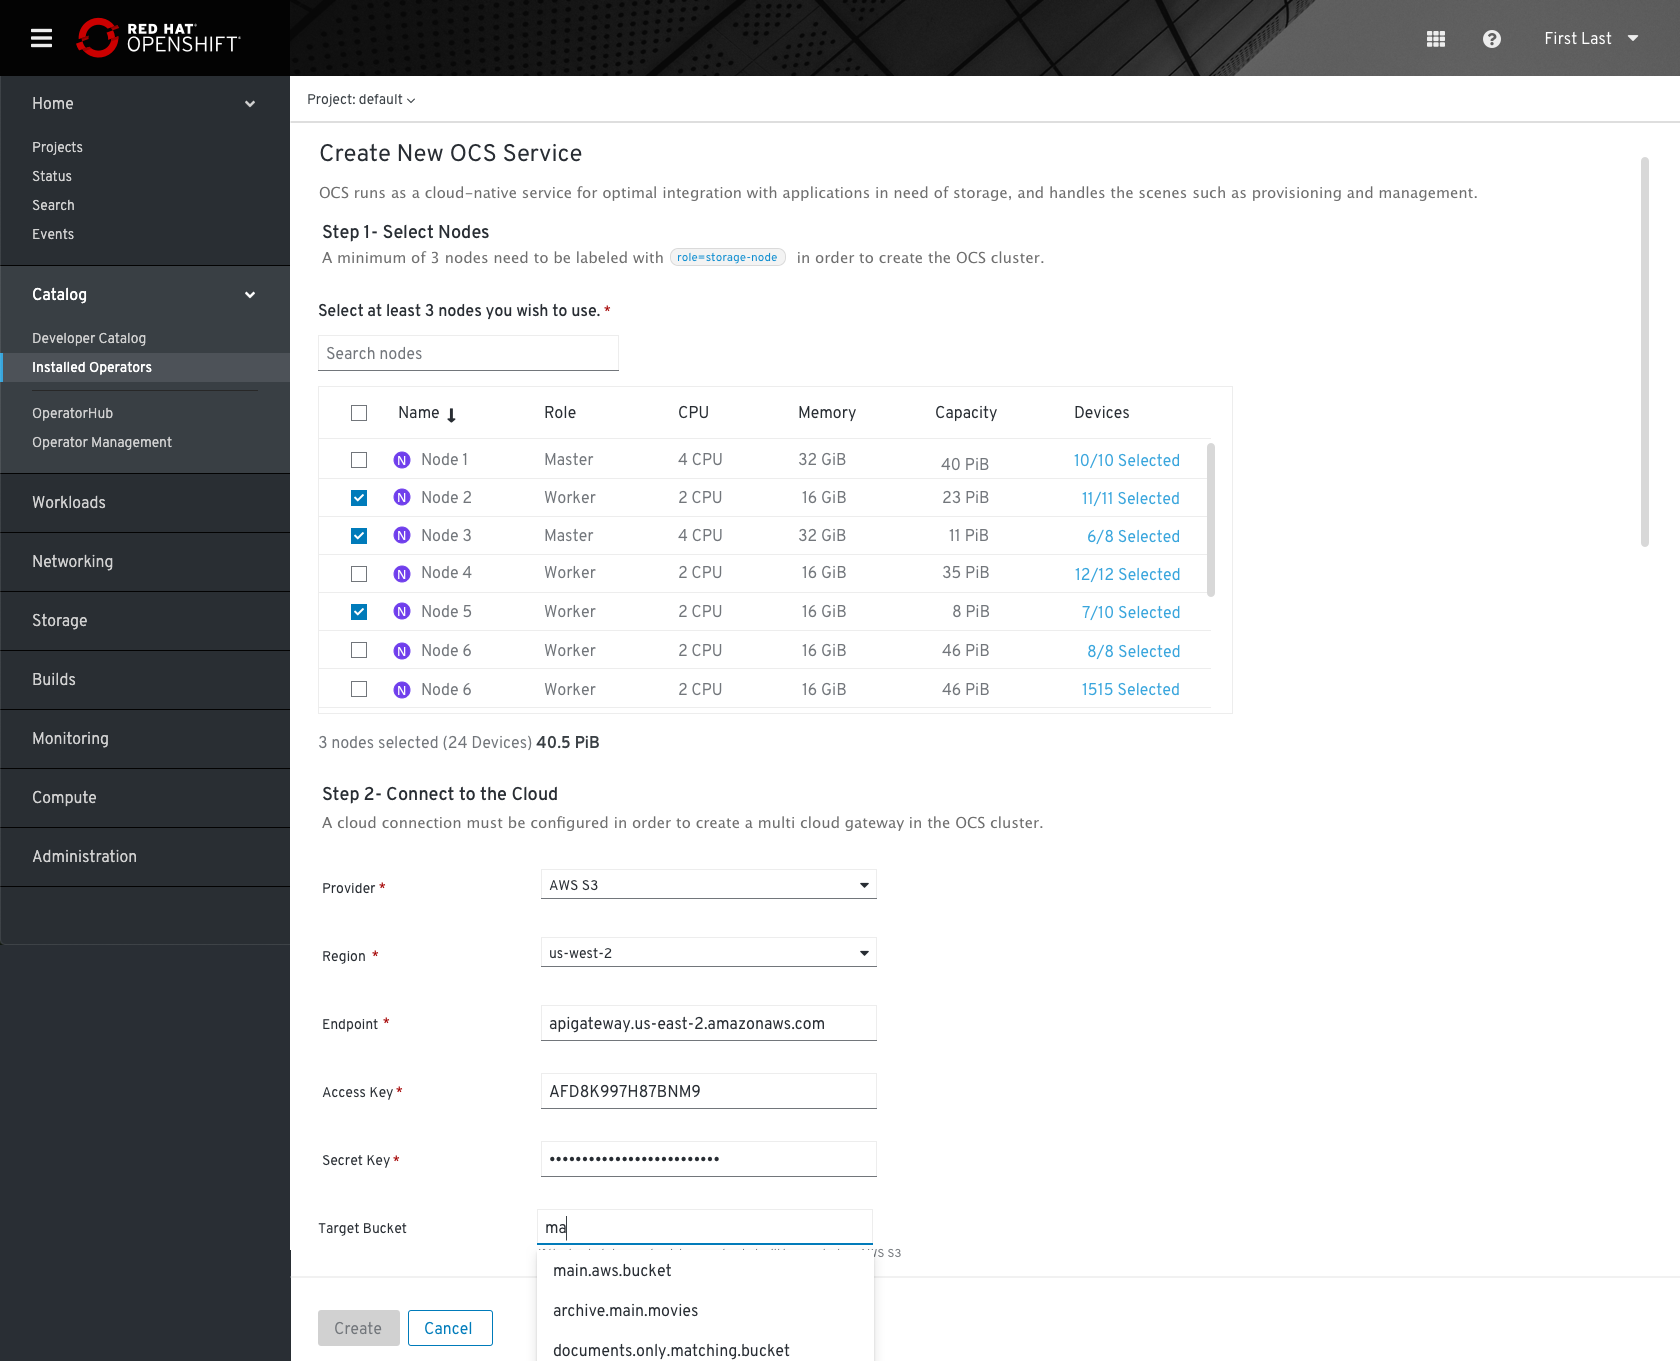 RED HAT
OPENSHIFT
First Last
Home
Projects
Status
Search
Events
Catalog
Developer Catalog
Installed Operators
OperatorHub
Operator Management
Workloads
Networking
Storage
Builds
Monitoring
Compute
Administration
Project: default
Create New OCS Service
OCS runs as a cloud-native service for optimal integration with applications in need of storage, and handles the scenes such as provisioning and management.
Step 1- Select Nodes
A minimum of 3 nodes need to be labeled with role=storage-node in order to create the OCS cluster.
Select at least 3 nodes you wish to use. *
Search nodes
Name Role CPU Memory Capacity Devices
N Node 1 Master 4 CPU 32 GiB 40 PiB 10/10 Selected
N Node 2 Worker 2 CPU 16 GiB 23 PiB 11/11 Selected
N Node 3 Master 4 CPU 32 GiB 11 PiB 6/8 Selected
N Node 4 Worker 2 CPU 16 GiB 35 PiB 12/12 Selected
N Node 5 Worker 2 CPU 16 GiB 8 PiB 7/10 Selected
N Node 6 Worker 2 CPU 16 GiB 46 PiB 8/8 Selected
N Node 6 Worker 2 CPU 16 GiB 46 PiB 1515 Selected
3 nodes selected (24 Devices) 40.5 PiB
Step 2- Connect to the Cloud
A cloud connection must be configured in order to create a multi cloud gateway in the OCS cluster.
Provider * AWS S3
Region * us-west-2
Endpoint * apigateway.us-east-2.amazonaws.com
Access Key * AFD8K997H87BNM9
Secret Key * ••••••••••••••••••••••••••
Target Bucket ma
S3
main.aws.bucket
archive.main.movies
documents.only.matching.bucket
Create Cancel